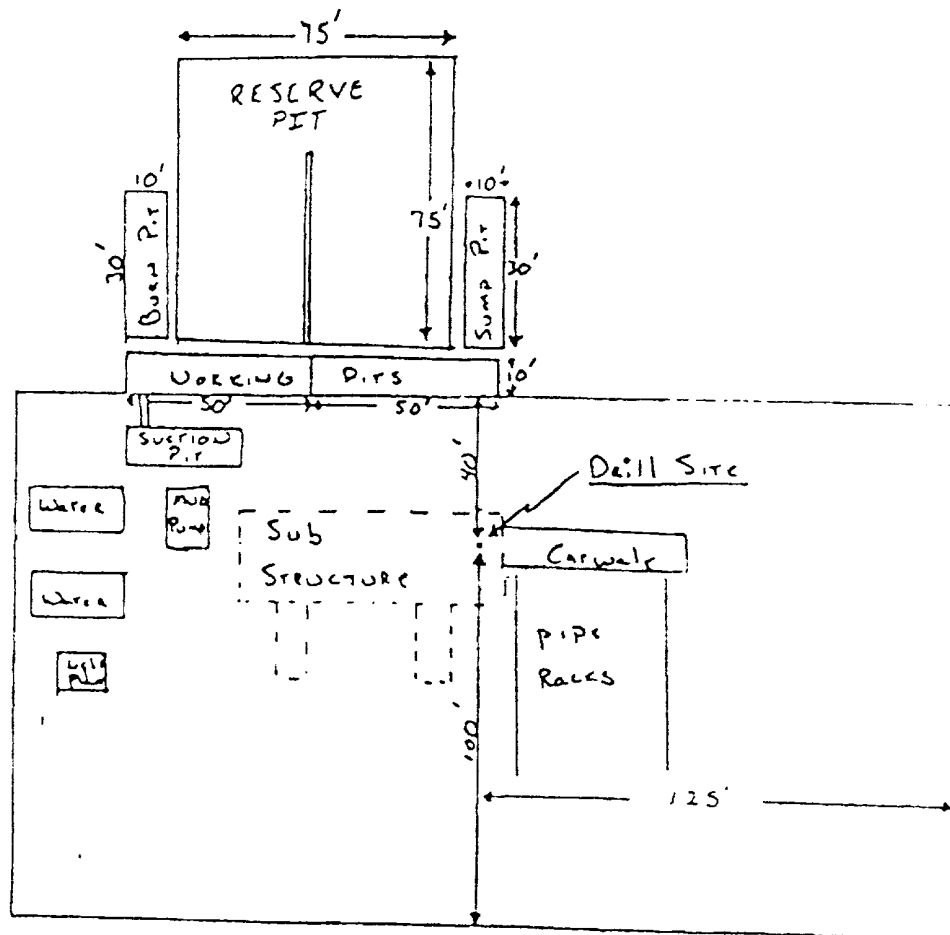 75'
RESERVE
PIT
10'
10'
75'
30'
Burn Pit
Sump Pit
30'
WORKING PITS
10'
50'
50'
SUCTION
Pit
40'
Drill Site
Water
MUD
Pump
Sub
Structure
Catwalk
Water
PIPE
Racks
100'
125'